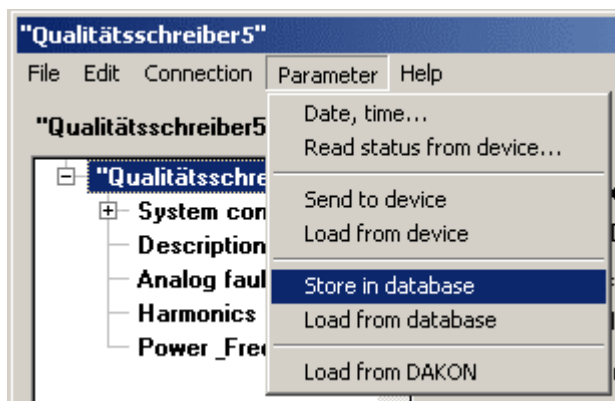 "Qualitätsschreiber5"
File Edit Connection Parameter Help
"Qualitätsschreiber5
Date, time...
Read status from device...
Send to device
Load from device
Store in database
Load from database
Load from DAKON
"Qualitätsschre
System con
Description
Analog faul
Harmonics
Power _Fre